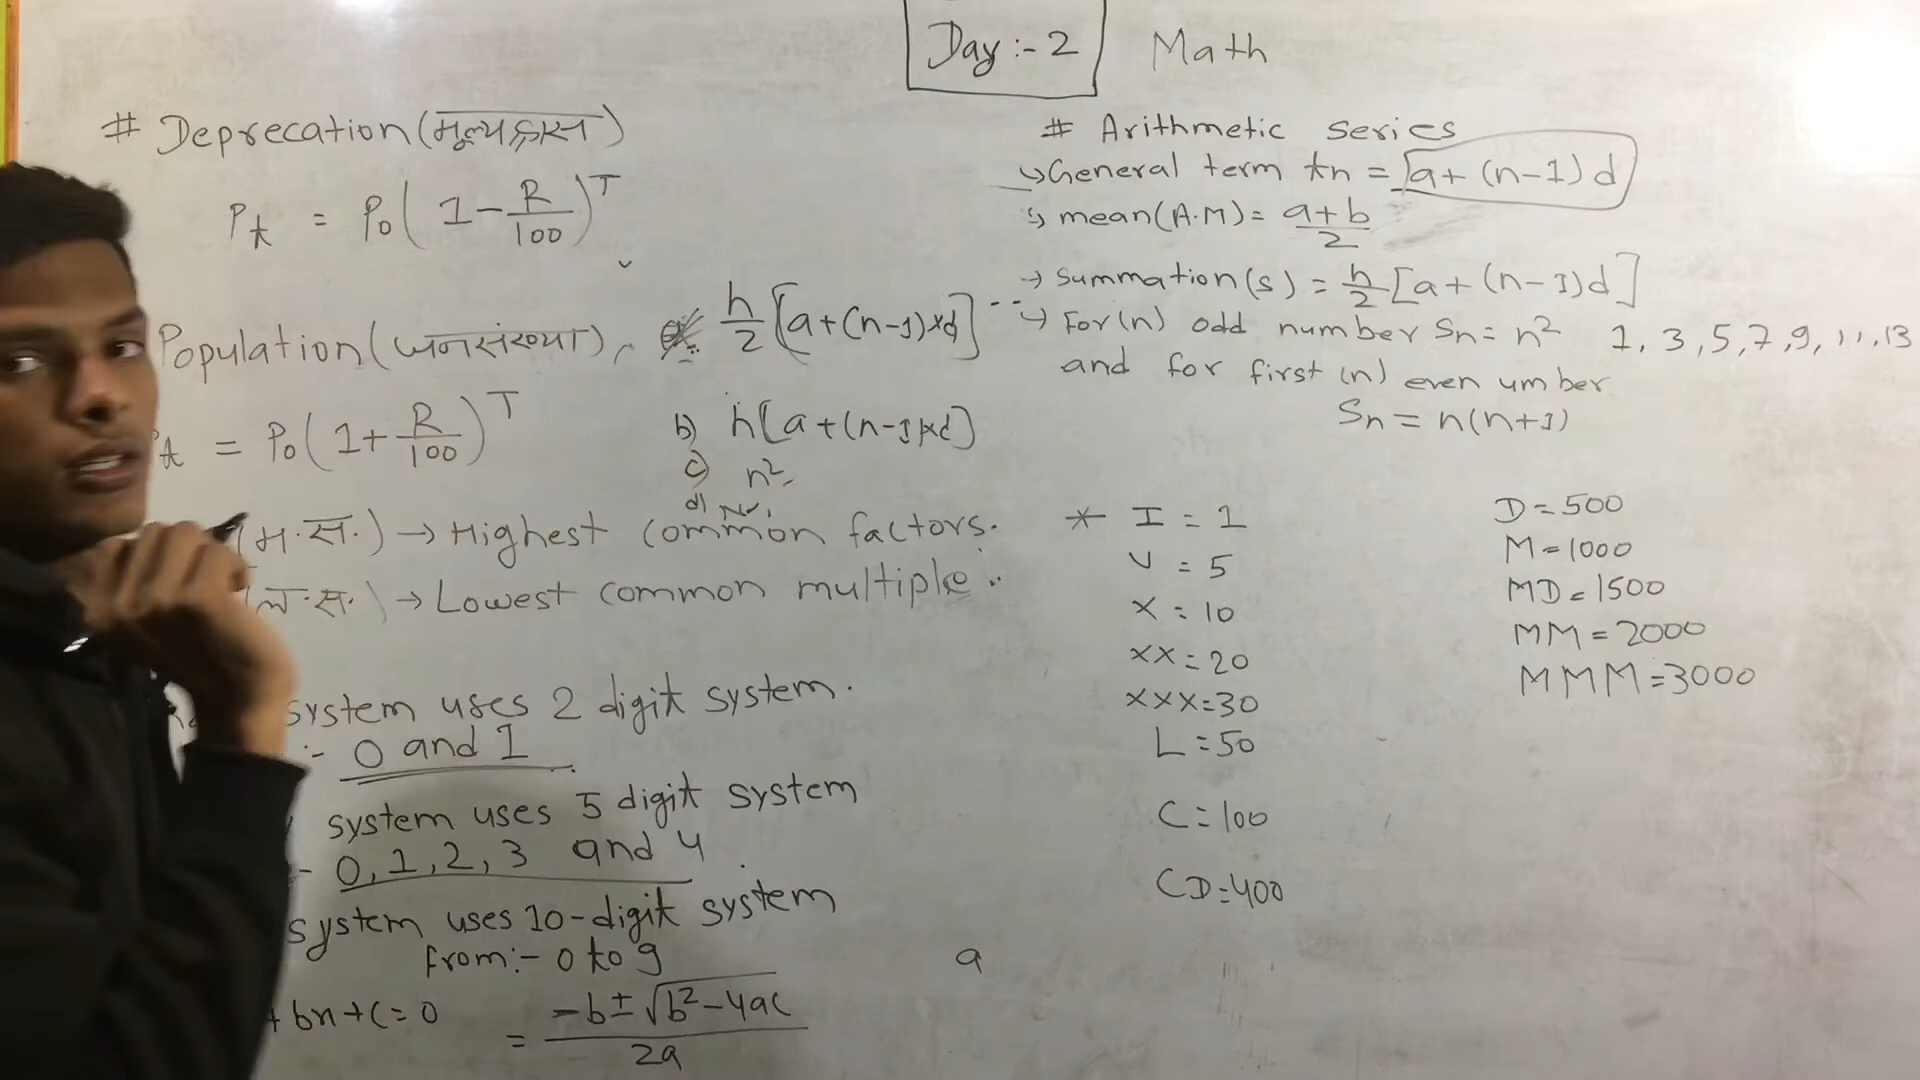 Day :- 2 Math
# Deprecation (मूल्यह्रास)
Pt = Po(1 - R/100)^T
Population (जनसंख्या),
Pt = Po(1 + R/100)^T
n/2 [a+(n-1)×d]
b) n[a+(n-1)×d]
c) n²
d)
(म.स.) → Highest common factors.
(ल.स.) → Lowest common multiple.
system uses 2 digit system.
:- 0 and 1
system uses 5 digit system
- 0, 1, 2, 3 and 4
system uses 10-digit system
from:- 0 to 9
+ bx + c = 0 = -b ± √b² - 4ac / 2a
# Arithmetic series
↳ General term tn = a + (n-1) d
↳ mean (A.M) = a+b/2
→ Summation (s) = n/2 [a + (n-1)d]
↳ For (n) odd number Sn = n² 1, 3, 5, 7, 9, 11, 13
and for first (n) even umber
Sn = n(n+1)
* I = 1
V = 5
X = 10
XX = 20
XXX = 30
L = 50
C = 100
CD = 400
D = 500
M = 1000
MD = 1500
MM = 2000
MMM = 3000
a